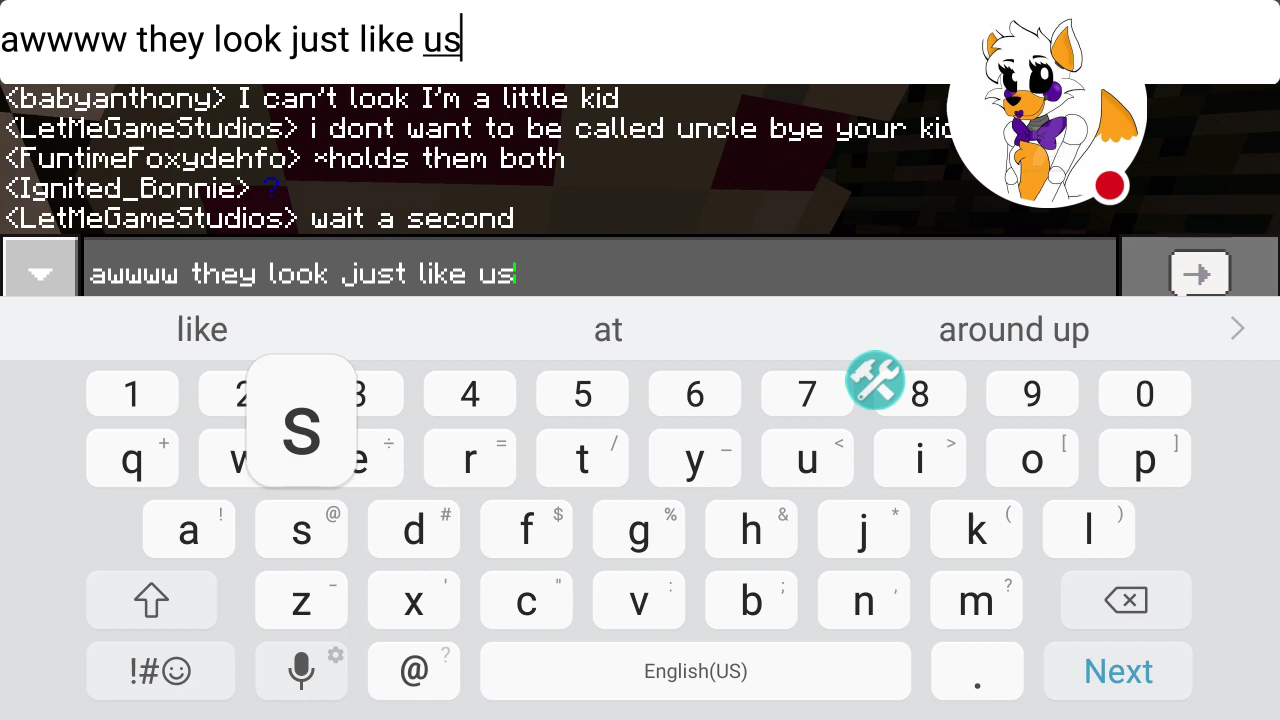 awwww they look just like us
<babyanthony> I can't look I'm a little kid
<LetMeGameStudios> i dont want to be called uncle bye your
<FuntimeFoxydehfo> *holds them both
<Ignited_Bonnie> ?
<LetMeGameStudios> wait a second
awwww they look just like us
like at around up
1 2 3 4 5 6 7 8 9 0
s
q + w e ÷ r = t / y _ u < i > o [ p ]
a ! s @ d # f $ g % h & j * k ( l )
z - x ' c " v : b ; n , m ?
!#☺ @ ? English(US) . Next